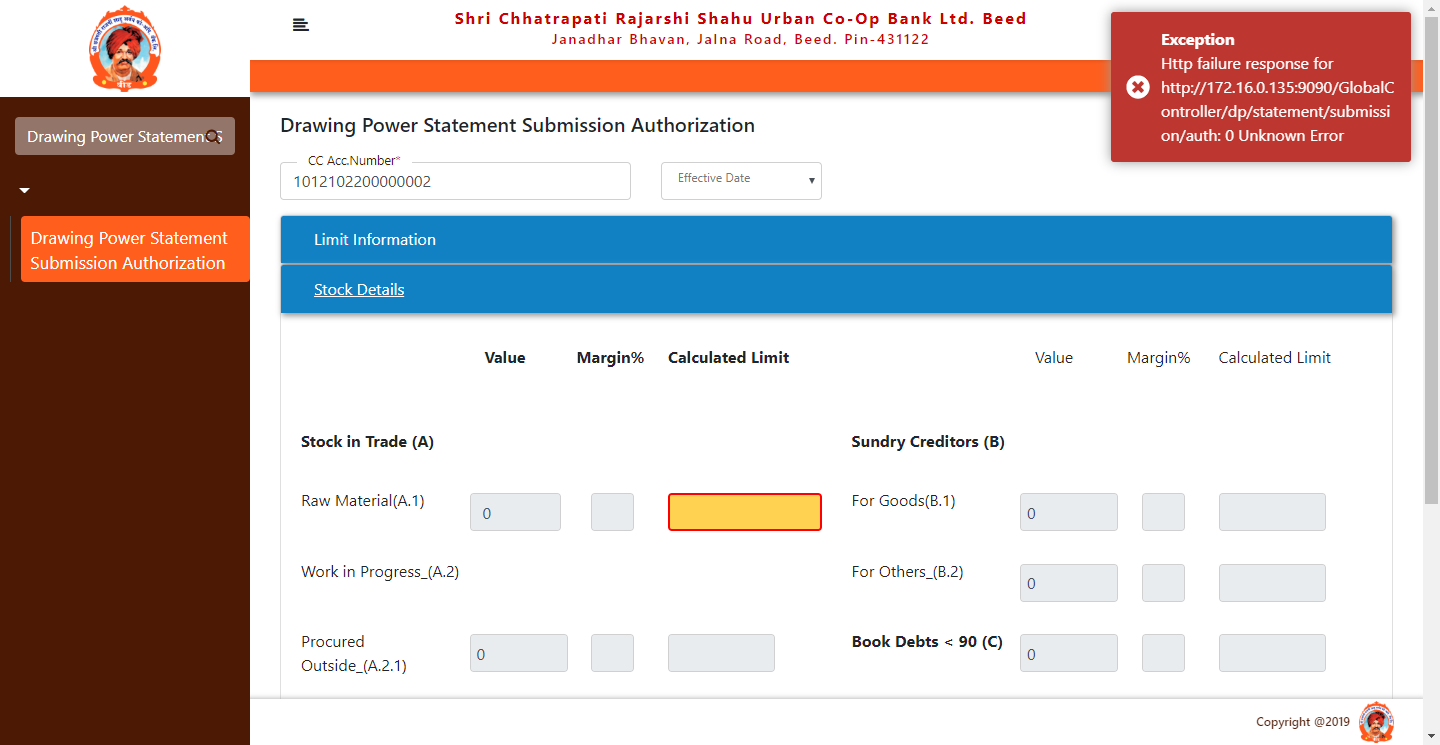 Shri Chhatrapati Rajarshi Shahu Urban Co-Op Bank Ltd. Beed
Janadhar Bhavan, Jalna Road, Beed. Pin-431122
Exception
Http failure response for
http://172.16.0.135:9090/GlobalC
ontroller/dp/statement/submissi
on/auth: 0 Unknown Error
बीड
Drawing Power Statement S
Drawing Power Statement
Submission Authorization
Drawing Power Statement Submission Authorization
CC Acc.Number*
1012102200000002
Effective Date
Limit Information
Stock Details
Value Margin% Calculated Limit Value Margin% Calculated Limit
Stock in Trade (A) Sundry Creditors (B)
Raw Material(A.1) 0 For Goods(B.1) 0
Work in Progress_(A.2) For Others_(B.2) 0
Procured
Outside_(A.2.1) 0 Book Debts < 90 (C) 0
Copyright @2019